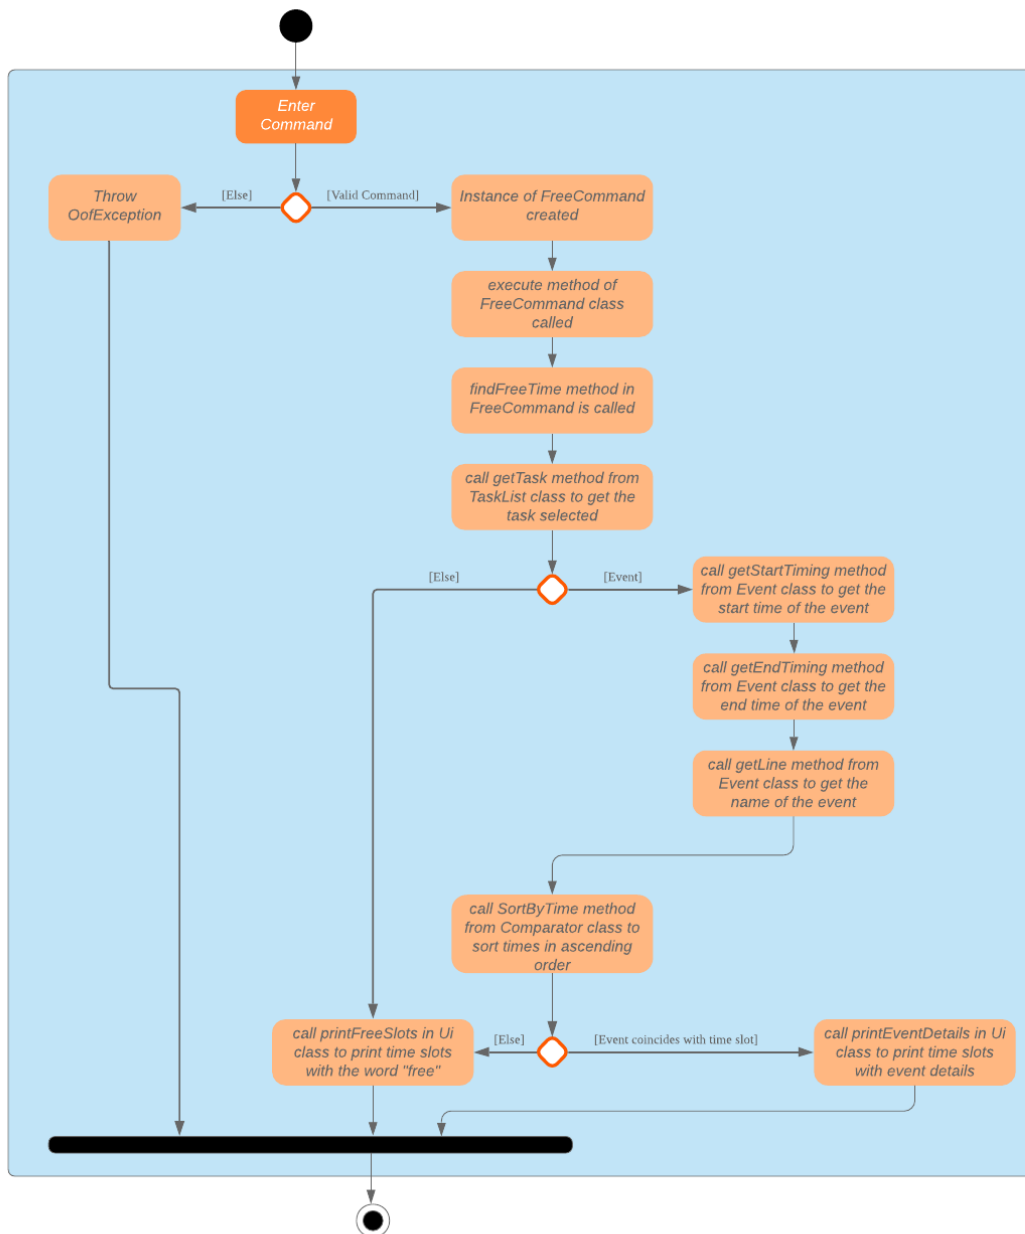 Enter
Command
[Else]
[Valid Command]
Throw
OofException
Instance of FreeCommand
created
execute method of
FreeCommand class
called
findFreeTime method in
FreeCommand is called
call getTask method from
TaskList class to get the
task selected
[Else]
[Event]
call getStartTiming method
from Event class to get the
start time of the event
call getEndTiming method
from Event class to get the
end time of the event
call getLine method from
Event class to get the
name of the event
call SortByTime method
from Comparator class to
sort times in ascending
order
[Else]
[Event coincides with time slot]
call printFreeSlots in Ui
class to print time slots
with the word "free"
call printEventDetails in Ui
class to print time slots
with event details